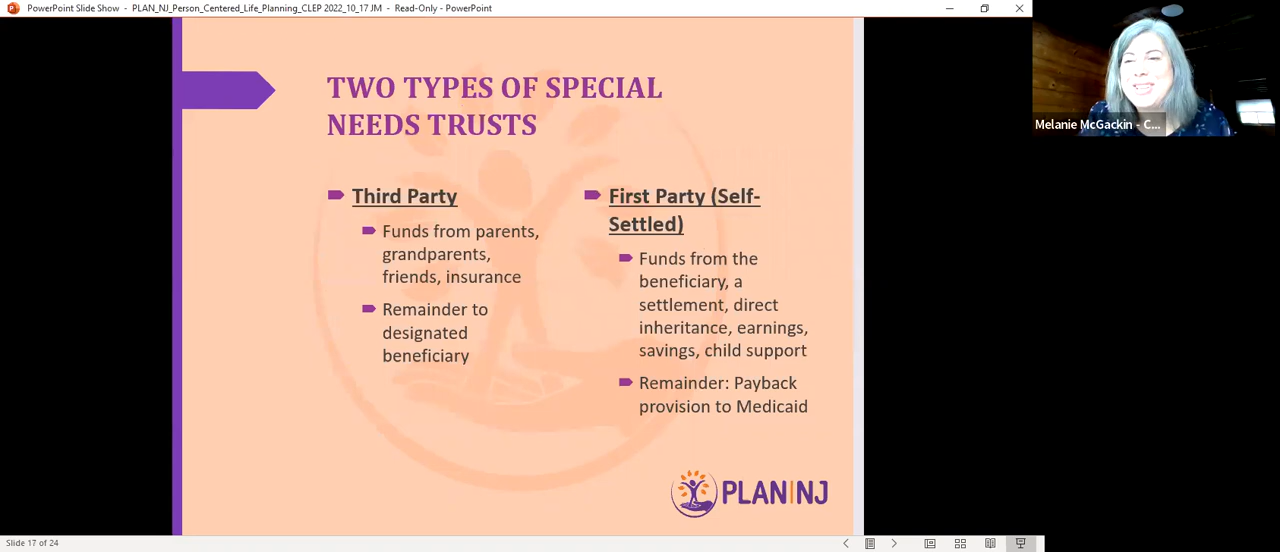 PowerPoint Slide Show - PLAN_NJ_Person_Centered_Life_Planning_CLEP 2022_10_17 JM - Read-Only - PowerPoint
TWO TYPES OF SPECIAL
NEEDS TRUSTS
Third Party
Funds from parents,
grandparents,
friends, insurance
Remainder to
designated
beneficiary
First Party (Self-
Settled)
Funds from the
beneficiary, a
settlement, direct
inheritance, earnings,
savings, child support
Remainder: Payback
provision to Medicaid
PLAN|NJ
Melanie McGackin - C...
Slide 17 of 24